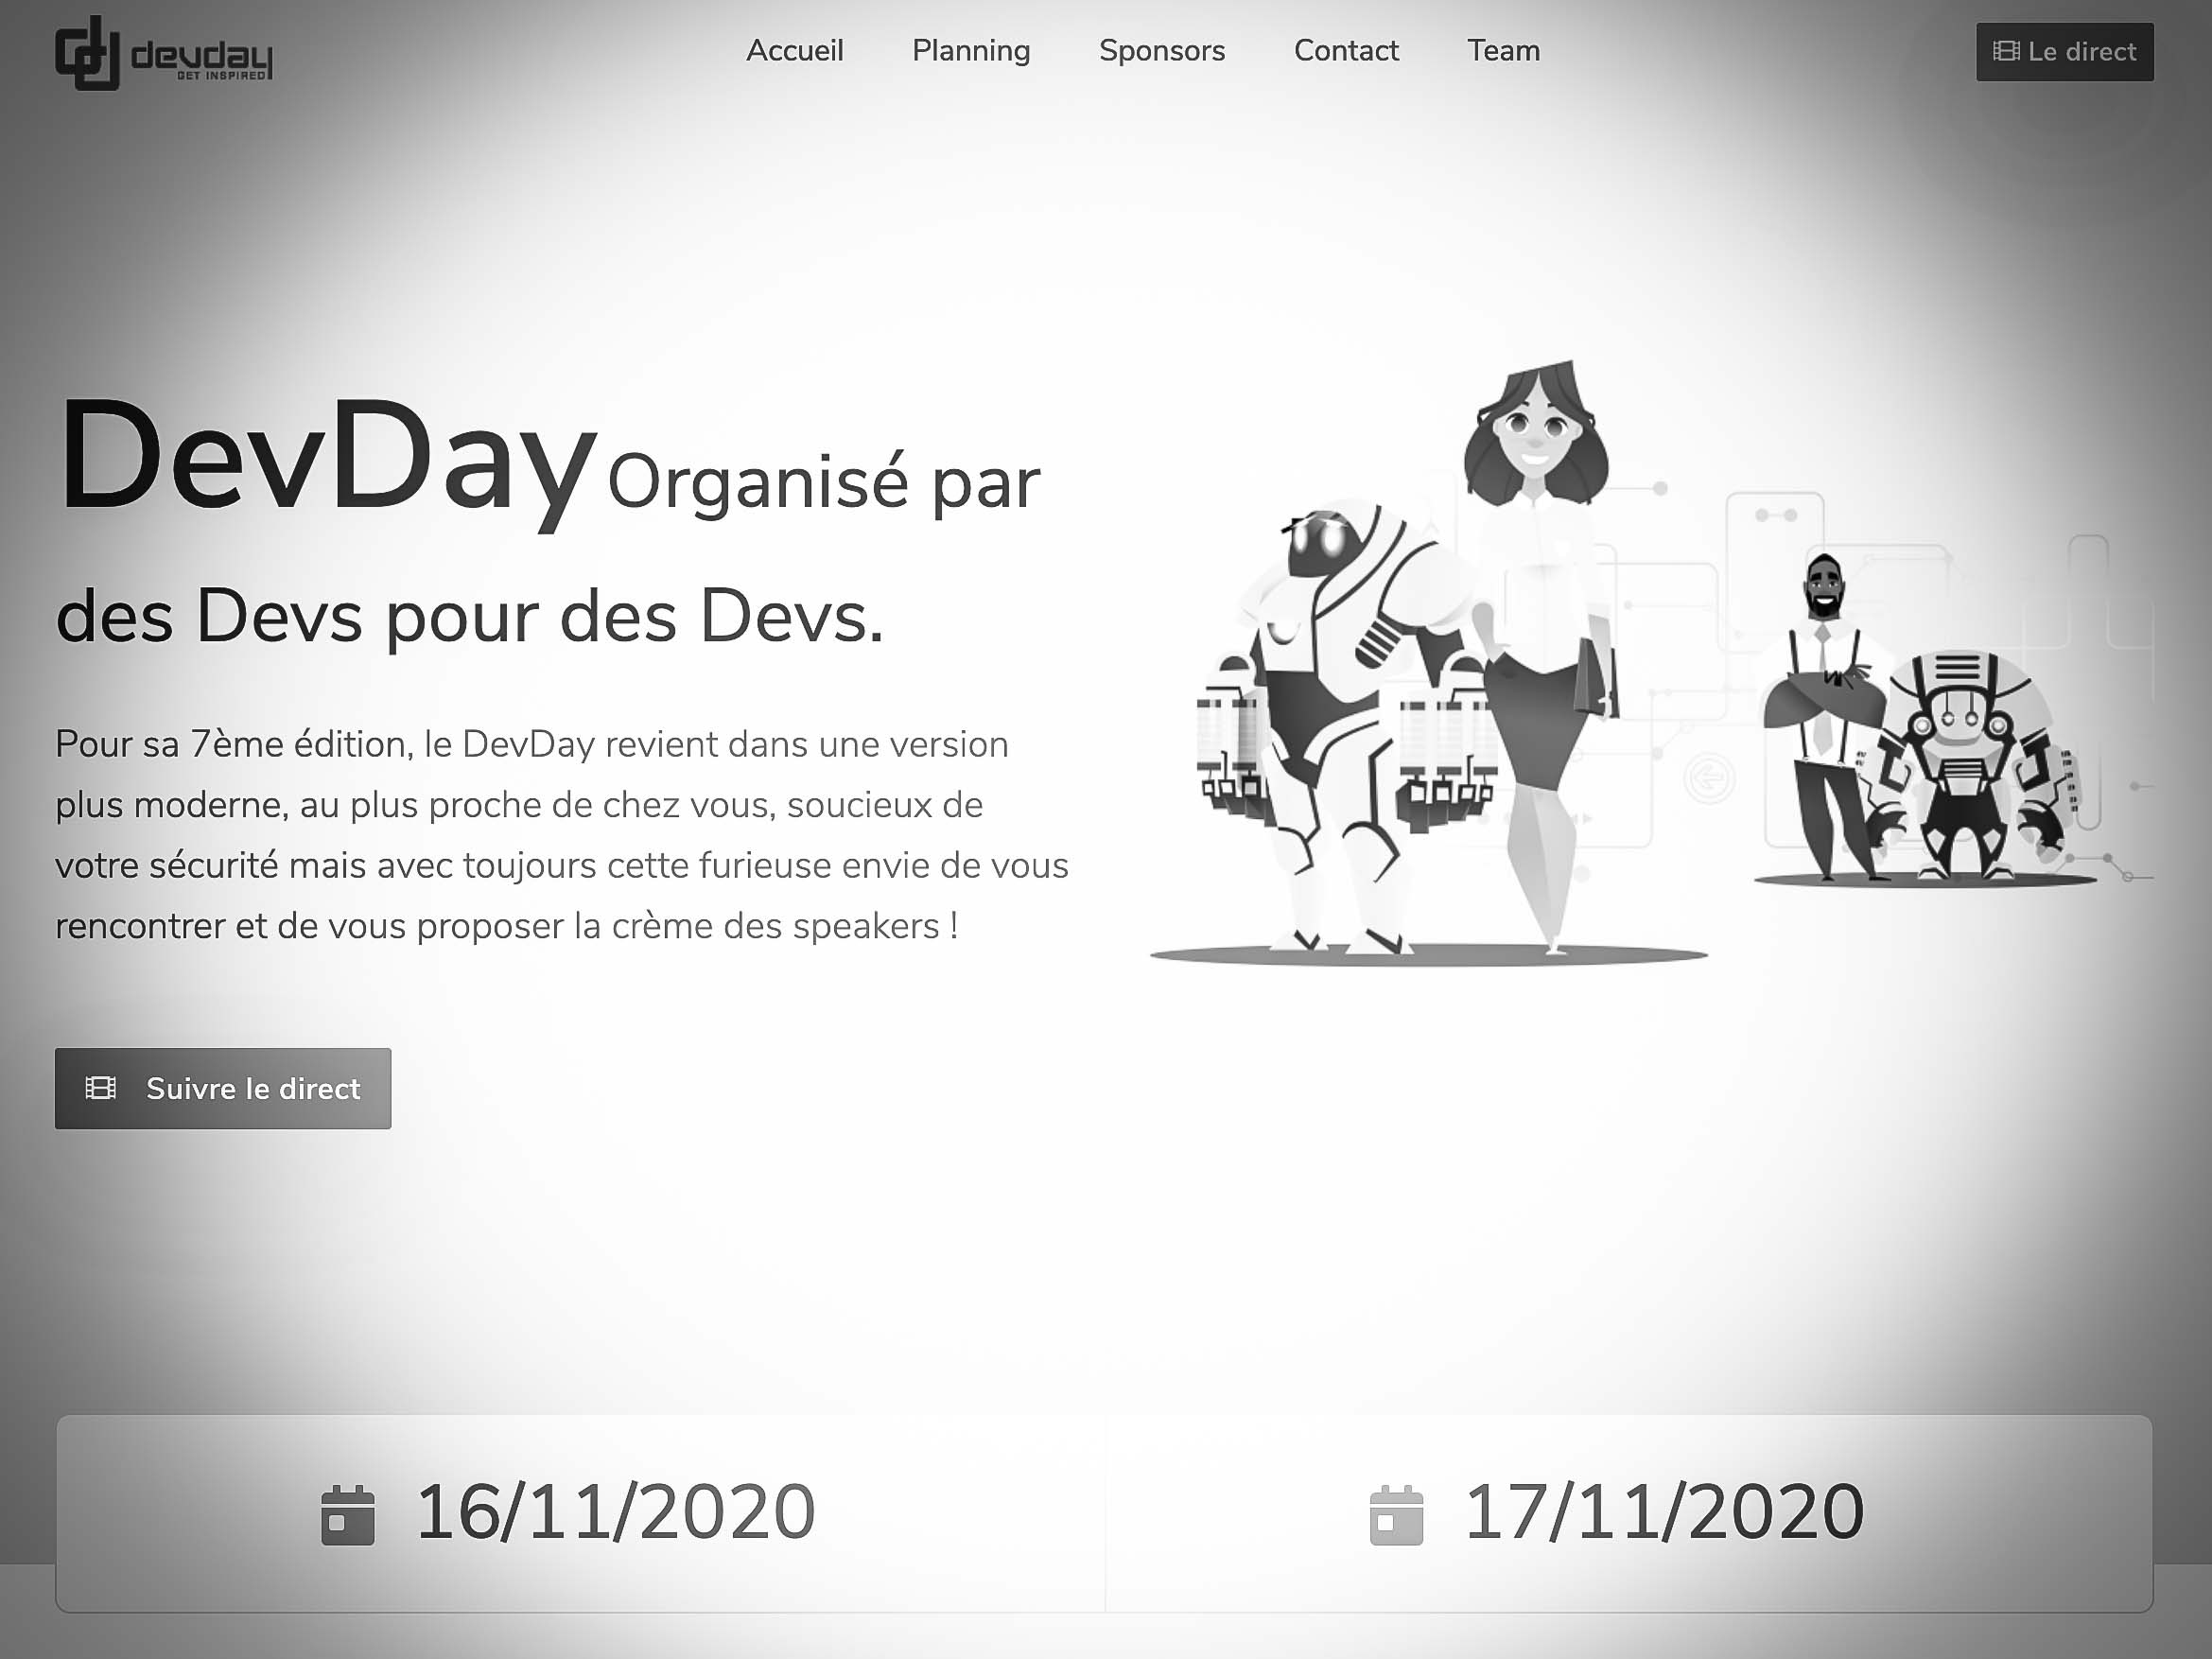 devday
GET INSPIRED
Accueil
Planning
Sponsors
Contact
Team
Le direct
DevDay Organisé par
des Devs pour des Devs.
Pour sa 7ème édition, le DevDay revient dans une version
plus moderne, au plus proche de chez vous, soucieux de
votre sécurité mais avec toujours cette furieuse envie de vous
rencontrer et de vous proposer la crème des speakers !
Suivre le direct
16/11/2020
17/11/2020